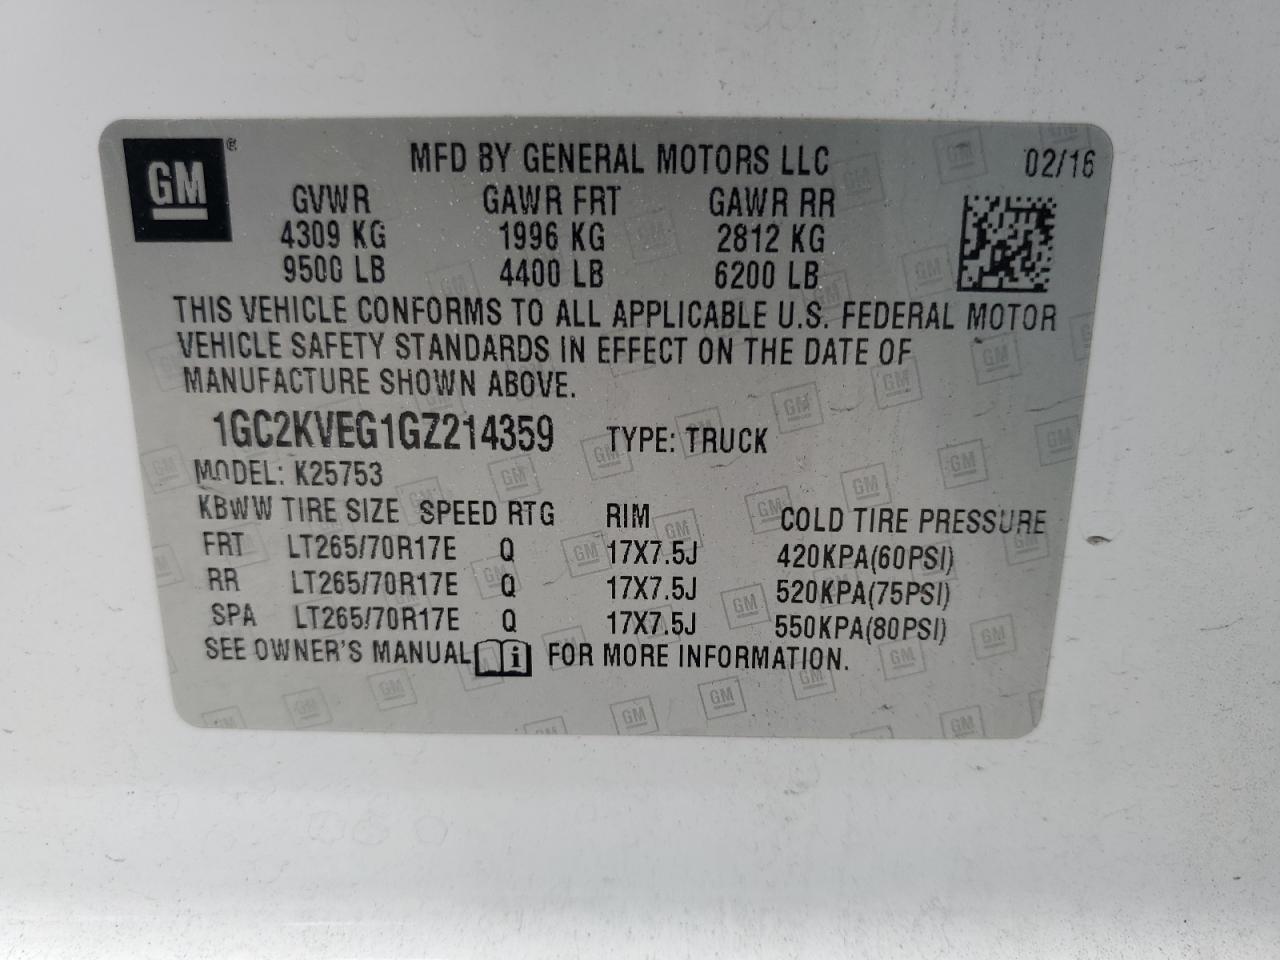 GM®
MFD BY GENERAL MOTORS LLC 02/16
GVWR GAWR FRT GAWR RR
4309 KG 1996 KG 2812 KG
9500 LB 4400 LB 6200 LB
THIS VEHICLE CONFORMS TO ALL APPLICABLE U.S. FEDERAL MOTOR
VEHICLE SAFETY STANDARDS IN EFFECT ON THE DATE OF
MANUFACTURE SHOWN ABOVE.
1GC2KVEG1GZ214359 TYPE: TRUCK
MODEL: K25753
KBWW TIRE SIZE SPEED RTG RIM COLD TIRE PRESSURE
FRT LT265/70R17E Q 17X7.5J 420KPA(60PSI)
RR LT265/70R17E Q 17X7.5J 520KPA(75PSI)
SPA LT265/70R17E Q 17X7.5J 550KPA(80PSI)
SEE OWNER'S MANUAL i FOR MORE INFORMATION.